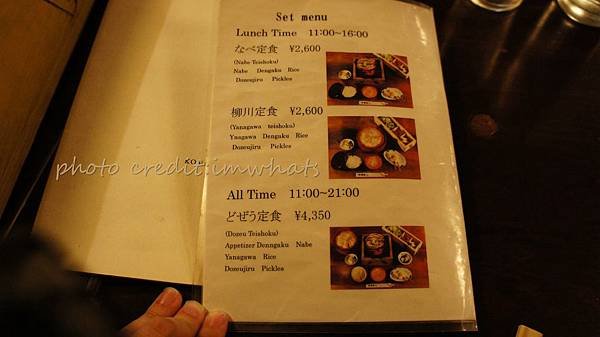 Set menu
Lunch Time 11:00~16:00
なべ定食 ¥2,600
(Nabe Teishoku)
Nabe Dengaku Rice
Dozeujiru Pickles
柳川定食 ¥2,600
(Yanagawa teishoku)
Yaagawa Dengaku Rice
Dozeujiru Pickles
photo credit:imwhats
All Time 11:00~21:00
どぜう定食 ¥4,350
(Dozeu Teishoku)
Appetizer Denngaku Nabe
Yanagawa Rice
Dozeujiru Pickles